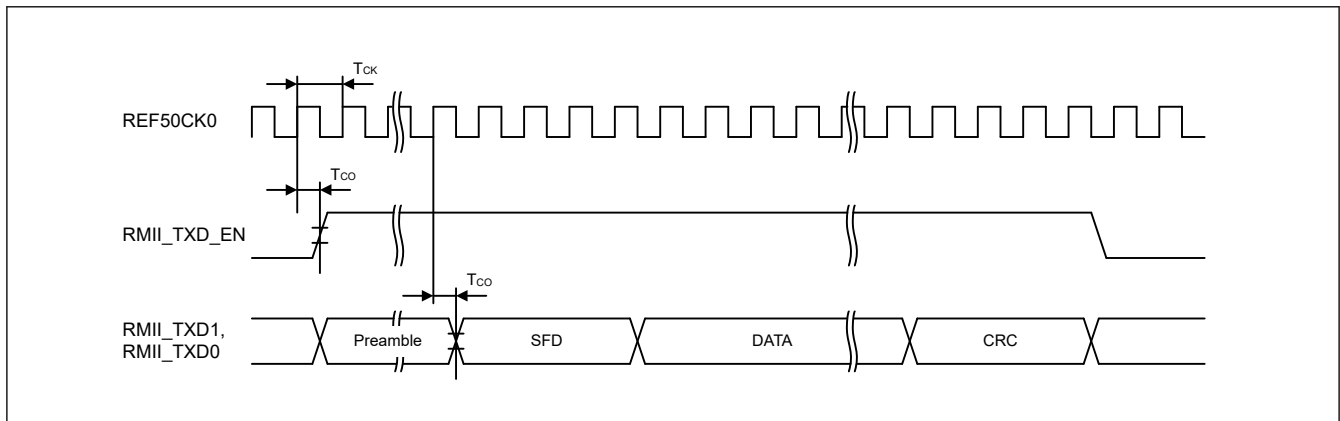 TCK
REF50CK0
TCO
RMII_TXD_EN
TCO
RMII_TXD1,
RMII_TXD0
Preamble
SFD
DATA
CRC